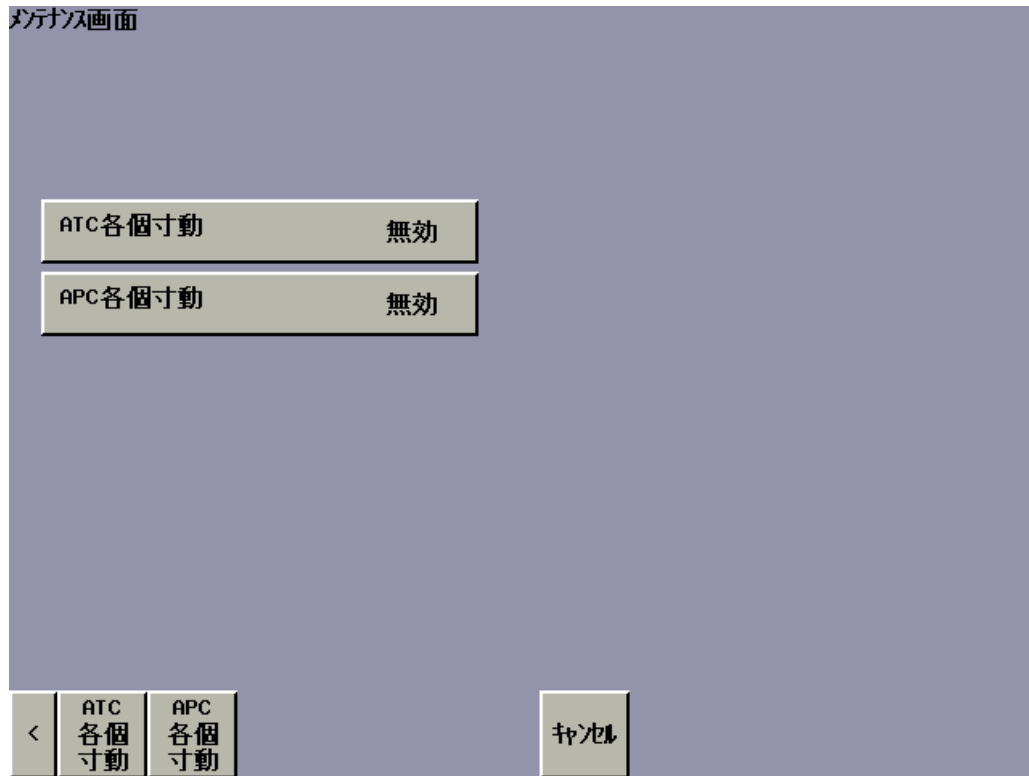 メンテナンス画面
ATC各個寸動 無効
APC各個寸動 無効
<
ATC
各個
寸動
APC
各個
寸動
キャンセル